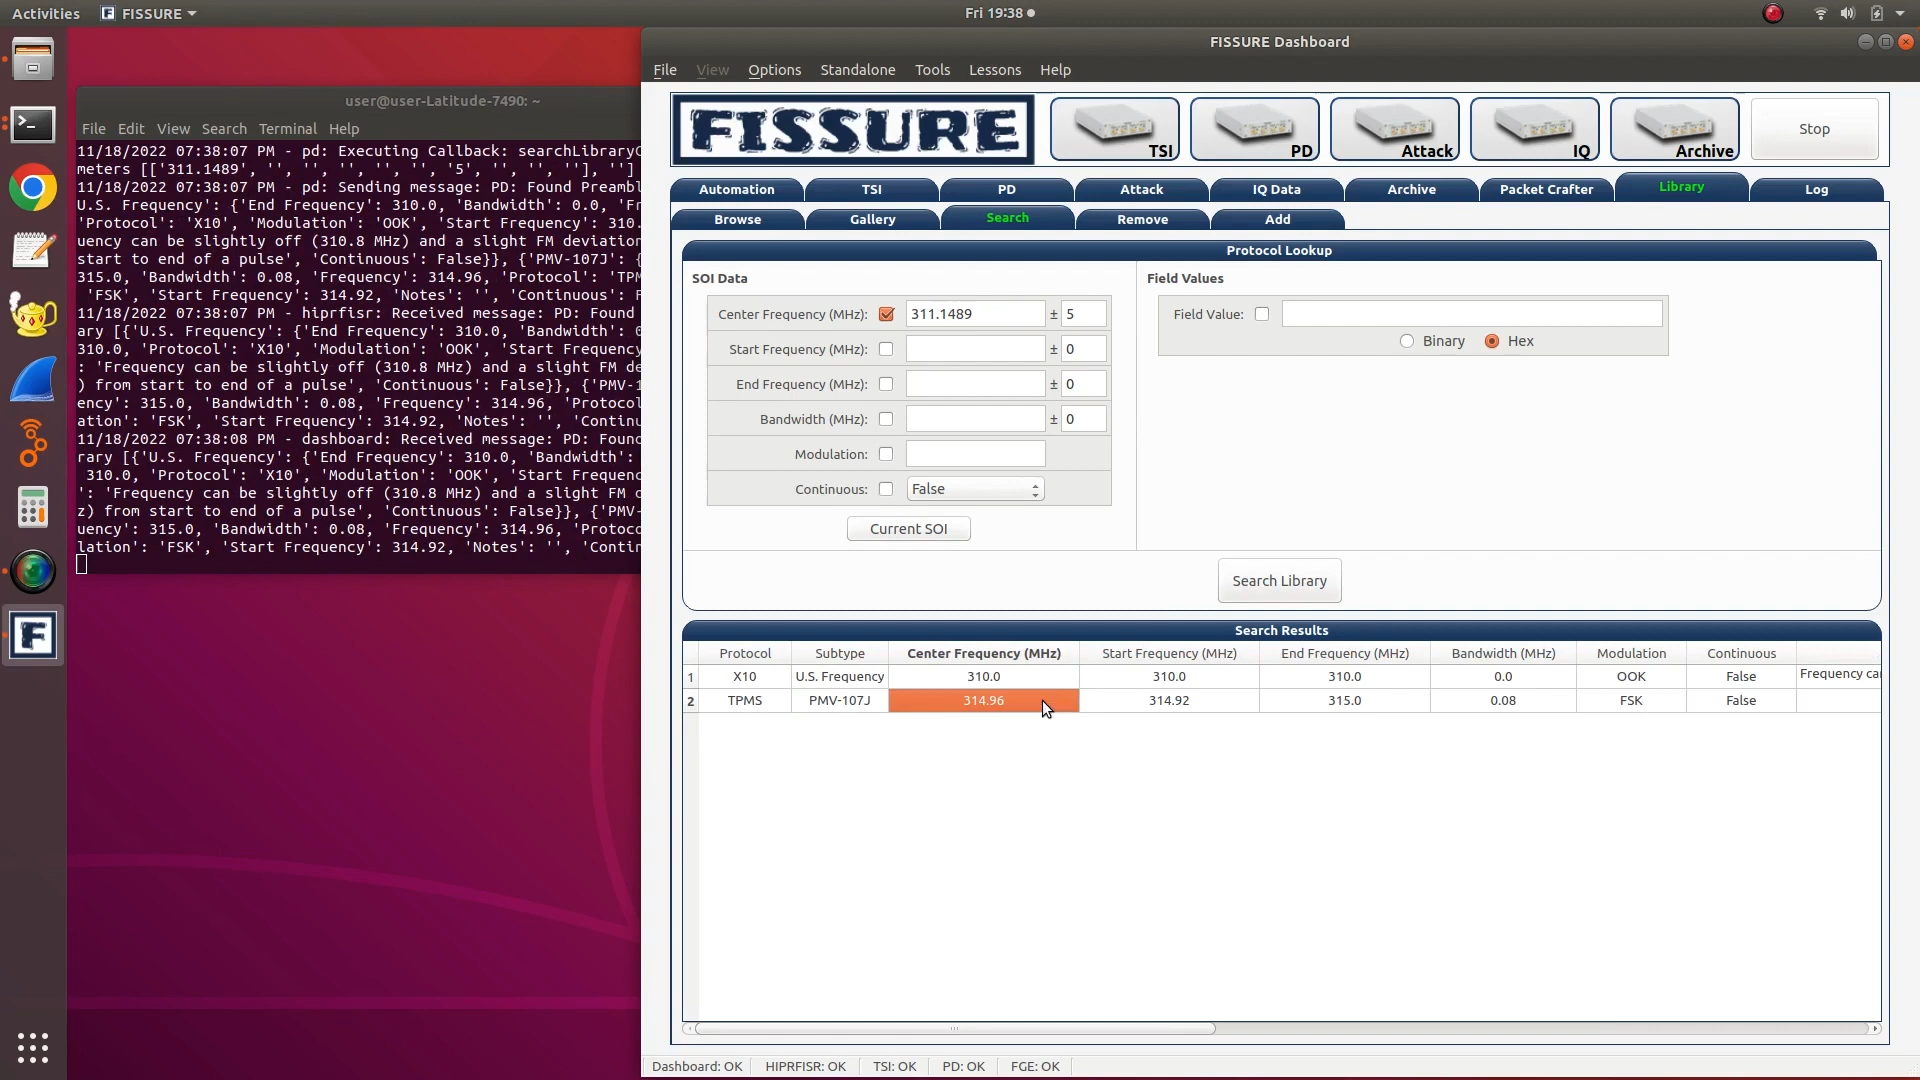 Activities
FISSURE
Fri 19:38
FISSURE Dashboard
File View Options Standalone Tools Lessons Help
FISSURE
TSI
PD
Attack
IQ
Archive
Stop
Automation TSI PD Attack IQ Data Archive Packet Crafter Library Log
Browse Gallery Search Remove Add
Protocol Lookup
SOI Data
Center Frequency (MHz): 311.1489 ± 5
Start Frequency (MHz): ± 0
End Frequency (MHz): ± 0
Bandwidth (MHz): ± 0
Modulation:
Continuous: False
Current SOI
Field Values
Field Value:
Binary Hex
Search Library
Search Results
Protocol Subtype Center Frequency (MHz) Start Frequency (MHz) End Frequency (MHz) Bandwidth (MHz) Modulation Continuous
1 X10 U.S. Frequency 310.0 310.0 310.0 0.0 OOK False Frequency ca
2 TPMS PMV-107J 314.96 314.92 315.0 0.08 FSK False
Dashboard: OK HIPRFISR: OK TSI: OK PD: OK FGE: OK
user@user-Latitude-7490: ~
File Edit View Search Terminal Help
11/18/2022 07:38:07 PM - pd: Executing Callback: searchLibrary
meters [['311.1489', '', '', '', '', '', '5', '', '', ''], '']
11/18/2022 07:38:07 PM - pd: Sending message: PD: Found Preambl
U.S. Frequency': {'End Frequency': 310.0, 'Bandwidth': 0.0, 'Fr
'Protocol': 'X10', 'Modulation': 'OOK', 'Start Frequency': 310.
uency can be slightly off (310.8 MHz) and a slight FM deviation
start to end of a pulse', 'Continuous': False}}, {'PMV-107J': {
315.0, 'Bandwidth': 0.08, 'Frequency': 314.96, 'Protocol': 'TPM
'FSK', 'Start Frequency': 314.92, 'Notes': '', 'Continuous': F
11/18/2022 07:38:07 PM - hiprfisr: Received message: PD: Found
ary [{'U.S. Frequency': {'End Frequency': 310.0, 'Bandwidth': 0
310.0, 'Protocol': 'X10', 'Modulation': 'OOK', 'Start Frequency
: 'Frequency can be slightly off (310.8 MHz) and a slight FM de
) from start to end of a pulse', 'Continuous': False}}, {'PMV-1
ency': 315.0, 'Bandwidth': 0.08, 'Frequency': 314.96, 'Protocol
ation': 'FSK', 'Start Frequency': 314.92, 'Notes': '', 'Continu
11/18/2022 07:38:08 PM - dashboard: Received message: PD: Found
rary [{'U.S. Frequency': {'End Frequency': 310.0, 'Bandwidth':
310.0, 'Protocol': 'X10', 'Modulation': 'OOK', 'Start Frequenc
': 'Frequency can be slightly off (310.8 MHz) and a slight FM d
z) from start to end of a pulse', 'Continuous': False}}, {'PMV-
uency': 315.0, 'Bandwidth': 0.08, 'Frequency': 314.96, 'Protoco
lation': 'FSK', 'Start Frequency': 314.92, 'Notes': '', 'Contin